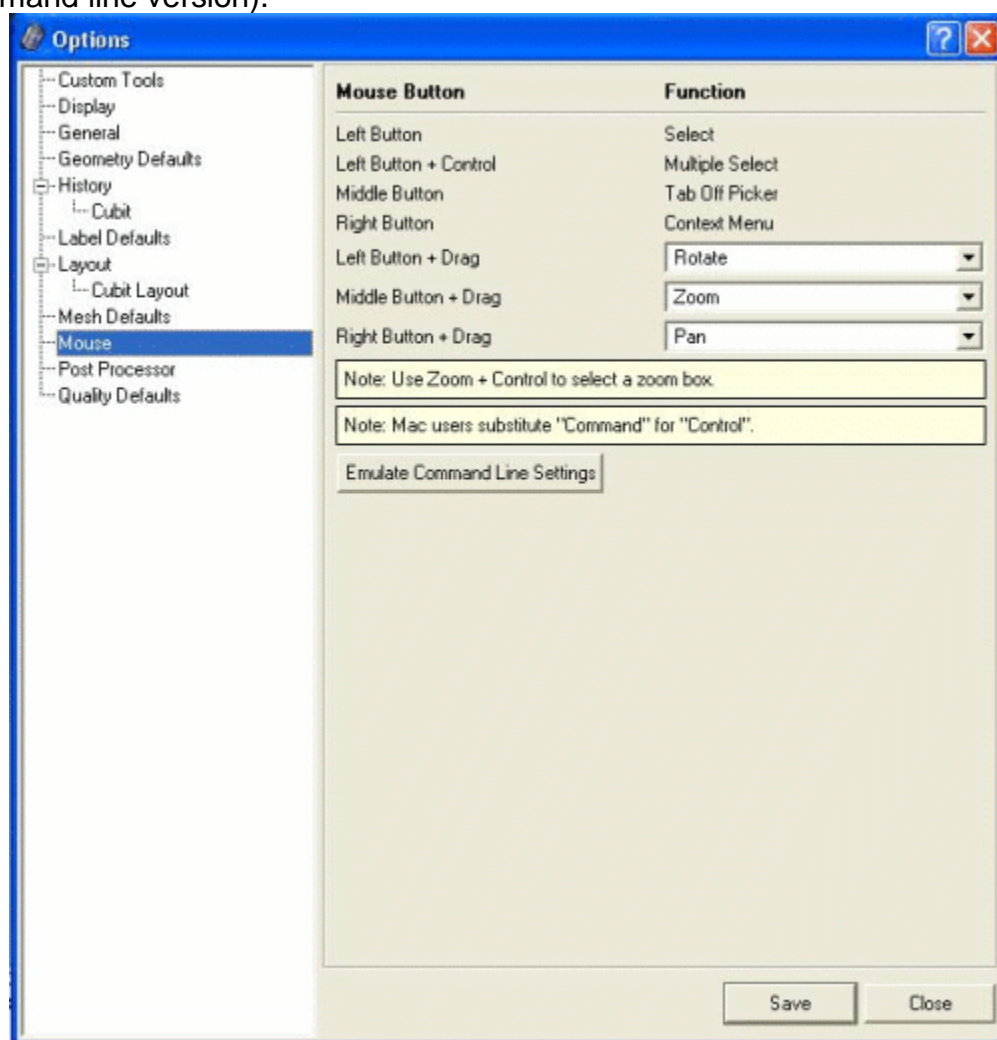 mand line version).
Options
Custom Tools
Display
General
Geometry Defaults
History
Cubit
Label Defaults
Layout
Cubit Layout
Mesh Defaults
Mouse
Post Processor
Quality Defaults
Mouse Button Function
Left Button Select
Left Button + Control Multiple Select
Middle Button Tab Off Picker
Right Button Context Menu
Left Button + Drag Rotate
Middle Button + Drag Zoom
Right Button + Drag Pan
Note: Use Zoom + Control to select a zoom box.
Note: Mac users substitute "Command" for "Control".
Emulate Command Line Settings
Save Close